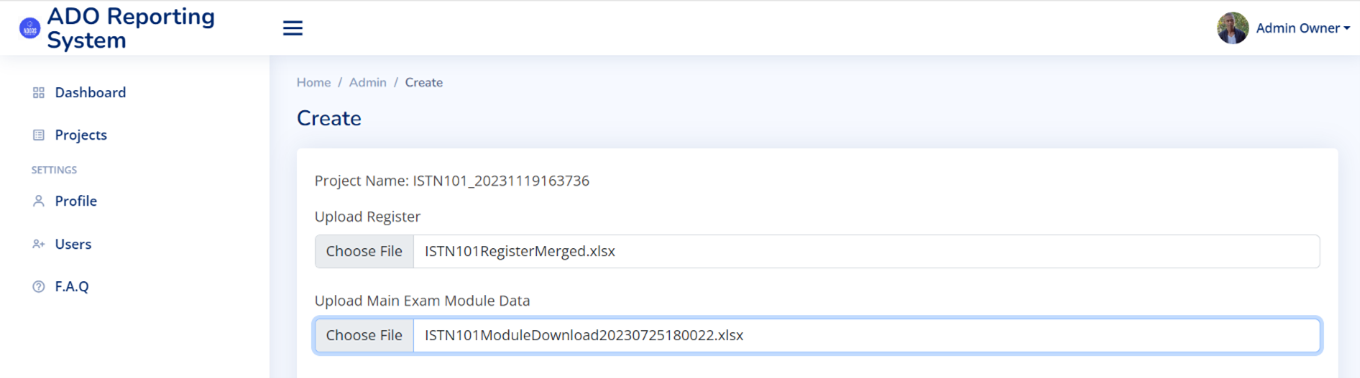 ADO Reporting
System
Admin Owner
Dashboard
Projects
SETTINGS
Profile
Users
F.A.Q
Home / Admin / Create
Create
Project Name: ISTN101_20231119163736
Upload Register
Choose File ISTN101RegisterMerged.xlsx
Upload Main Exam Module Data
Choose File ISTN101ModuleDownload20230725180022.xlsx